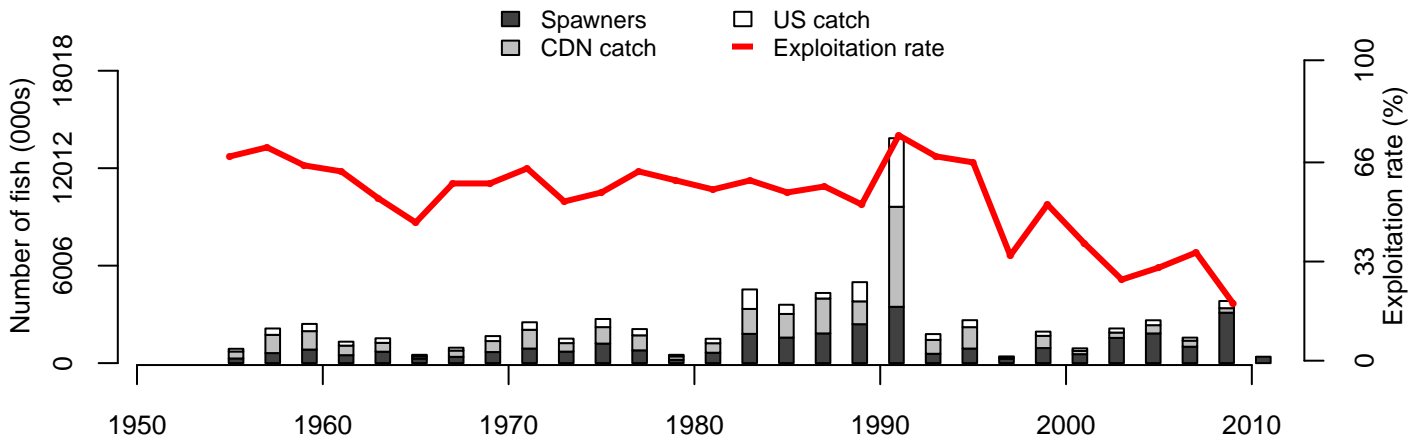 Spawners
CDN catch
US catch
Exploitation rate
Number of fish (000s)
0 6006 12012 18018
Exploitation rate (%)
0 33 66 100
1950 1960 1970 1980 1990 2000 2010